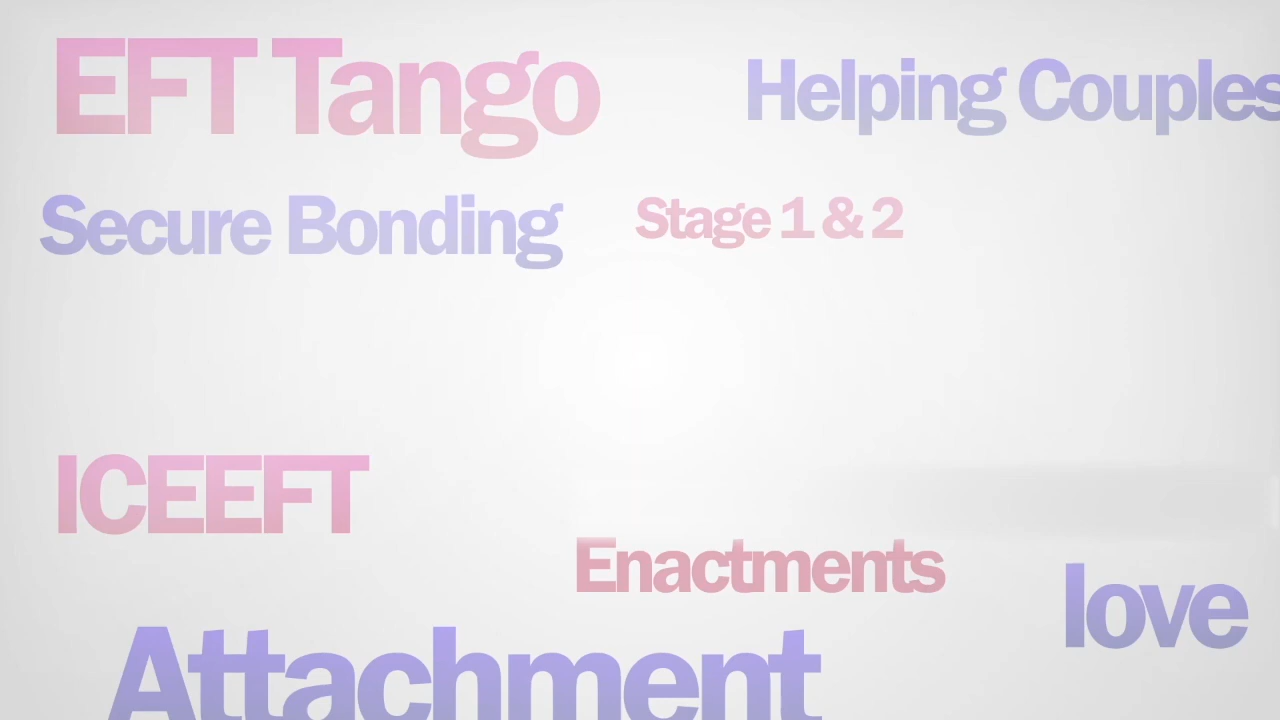 EFT Tango
Helping Couples
Secure Bonding
Stage 1 & 2
ICEEFT
Enactments
love
Attachment